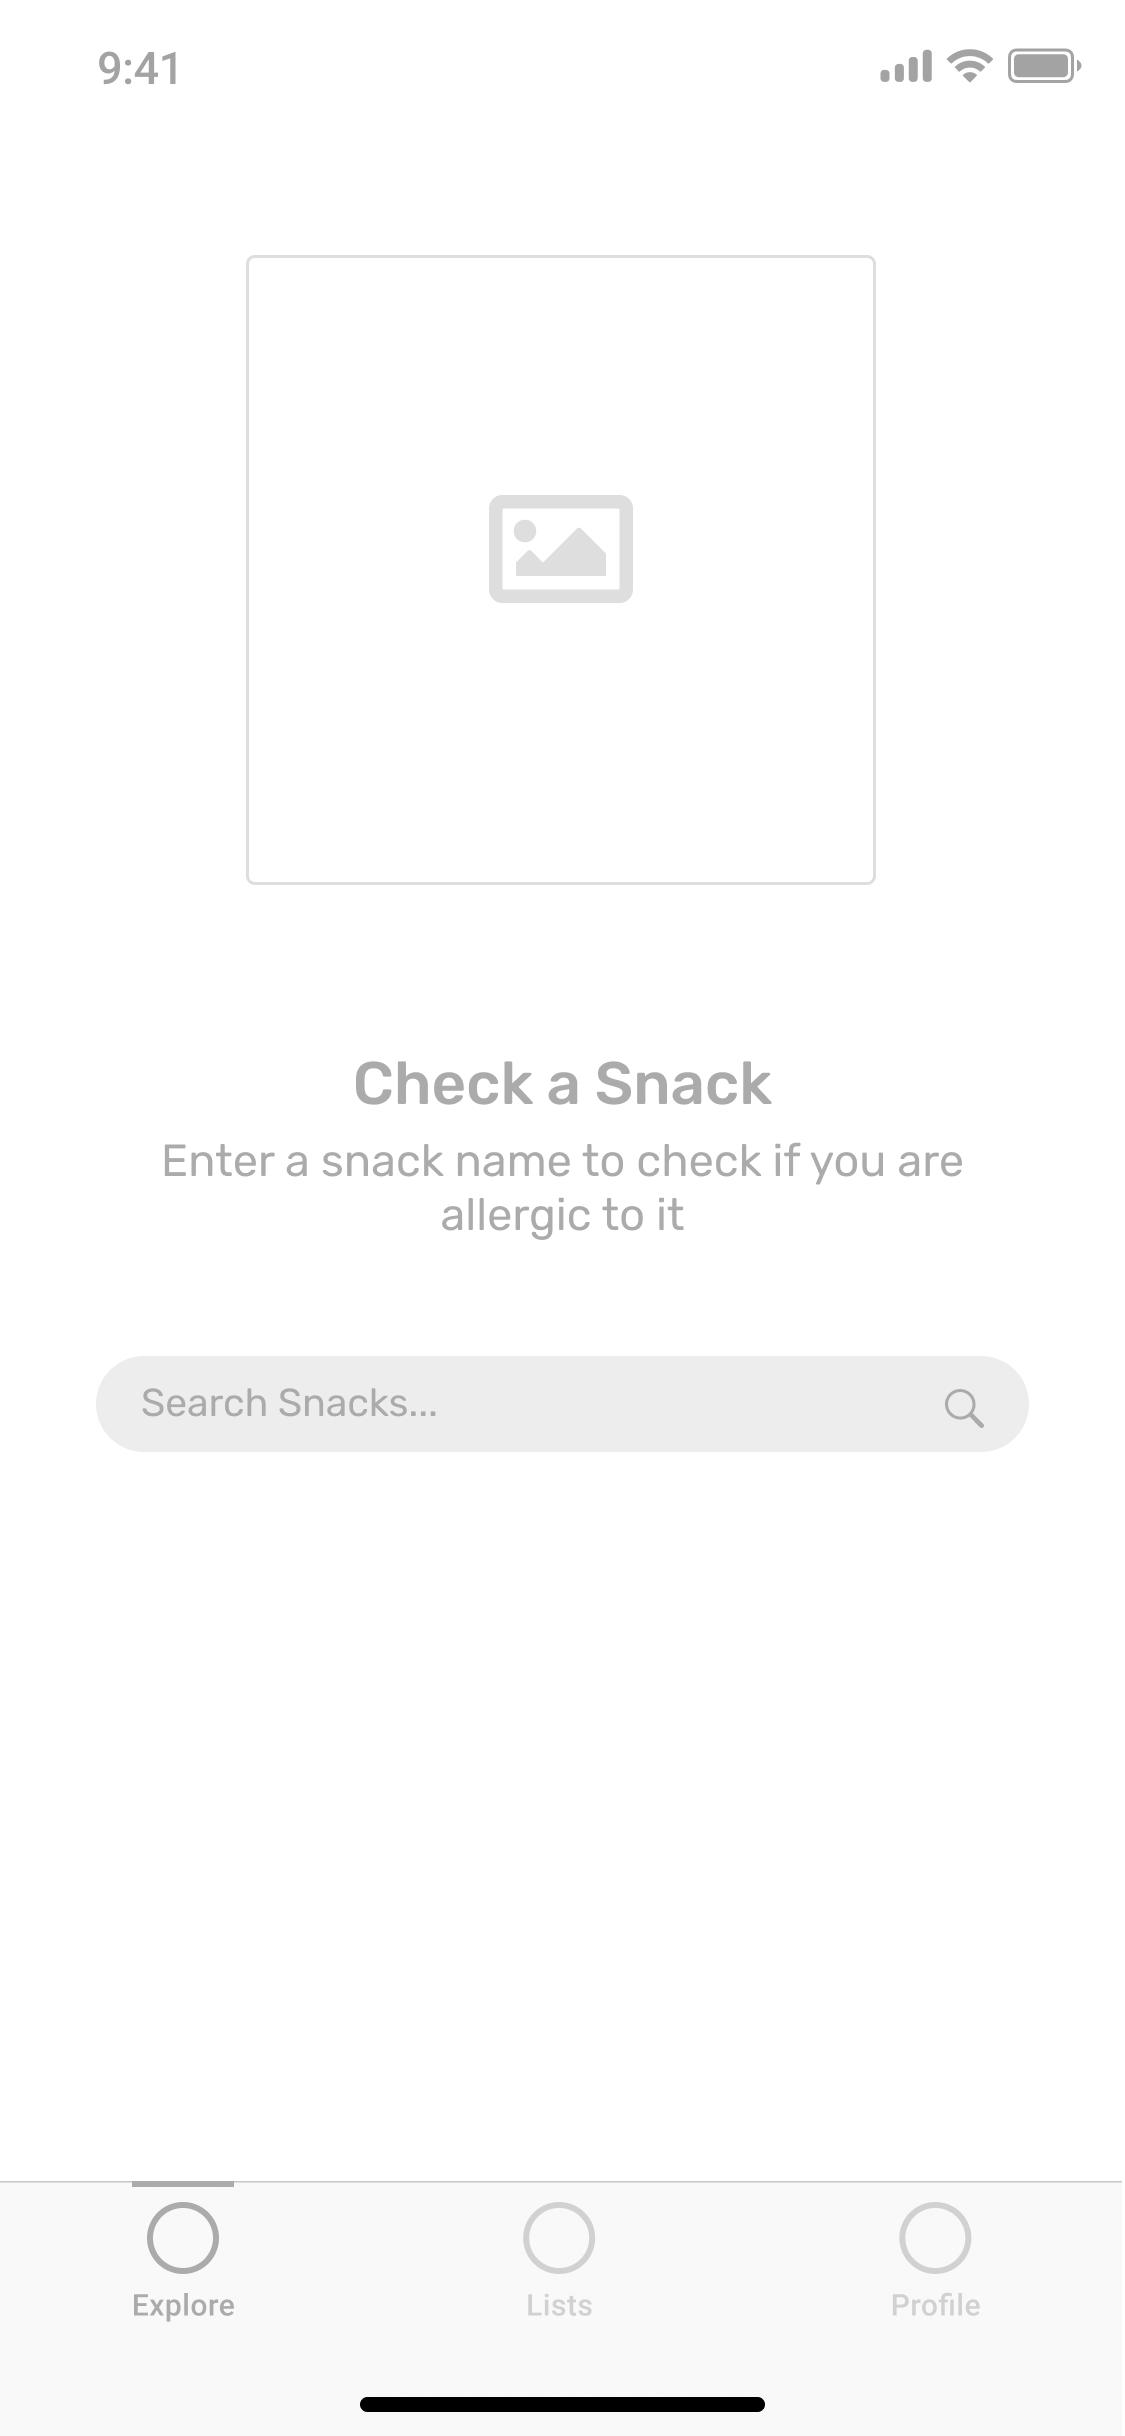 9:41
Check a Snack
Enter a snack name to check if you are
allergic to it
Search Snacks...
Explore
Lists
Profile